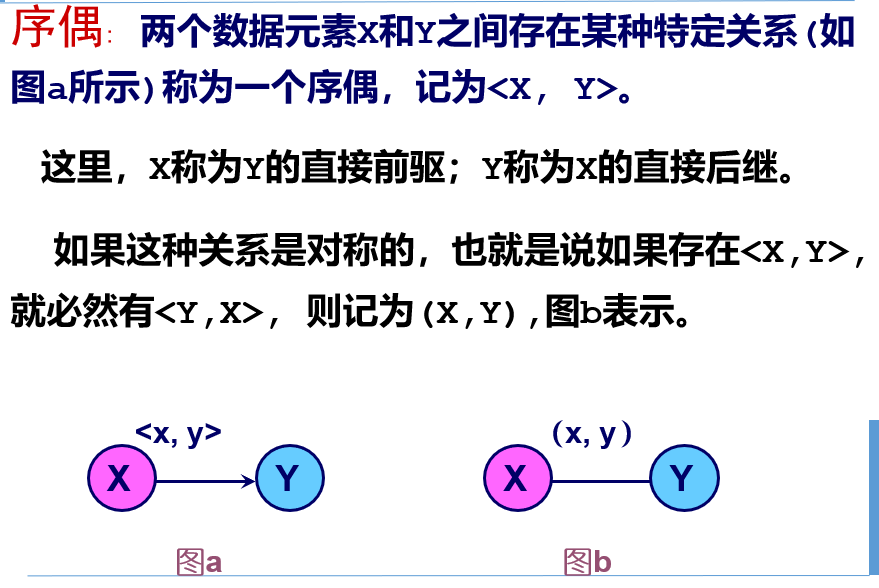 序偶: 两个数据元素X和Y之间存在某种特定关系(如
图a所示)称为一个序偶，记为<X, Y>。
这里，X称为Y的直接前驱；Y称为X的直接后继。
如果这种关系是对称的，也就是说如果存在<X,Y>,
就必然有<Y,X>, 则记为(X,Y),图b表示。
<x, y>
X
Y
(x, y)
X
Y
图a
图b